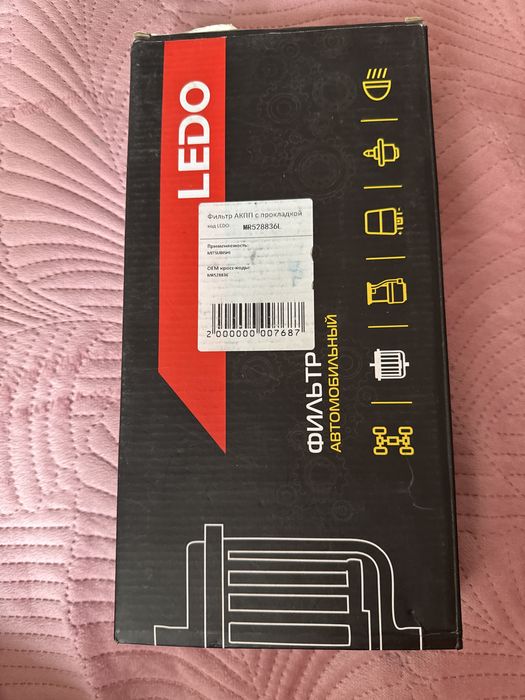 LEDO
Фильтр АКПП с прокладкой
код LEDO MR528836L
Применяемость:
MITSUBISHI
OEM кросс-коды:
MR528836
2 000000 007687
ФИЛЬТР
АВТОМОБИЛЬНЫЙ